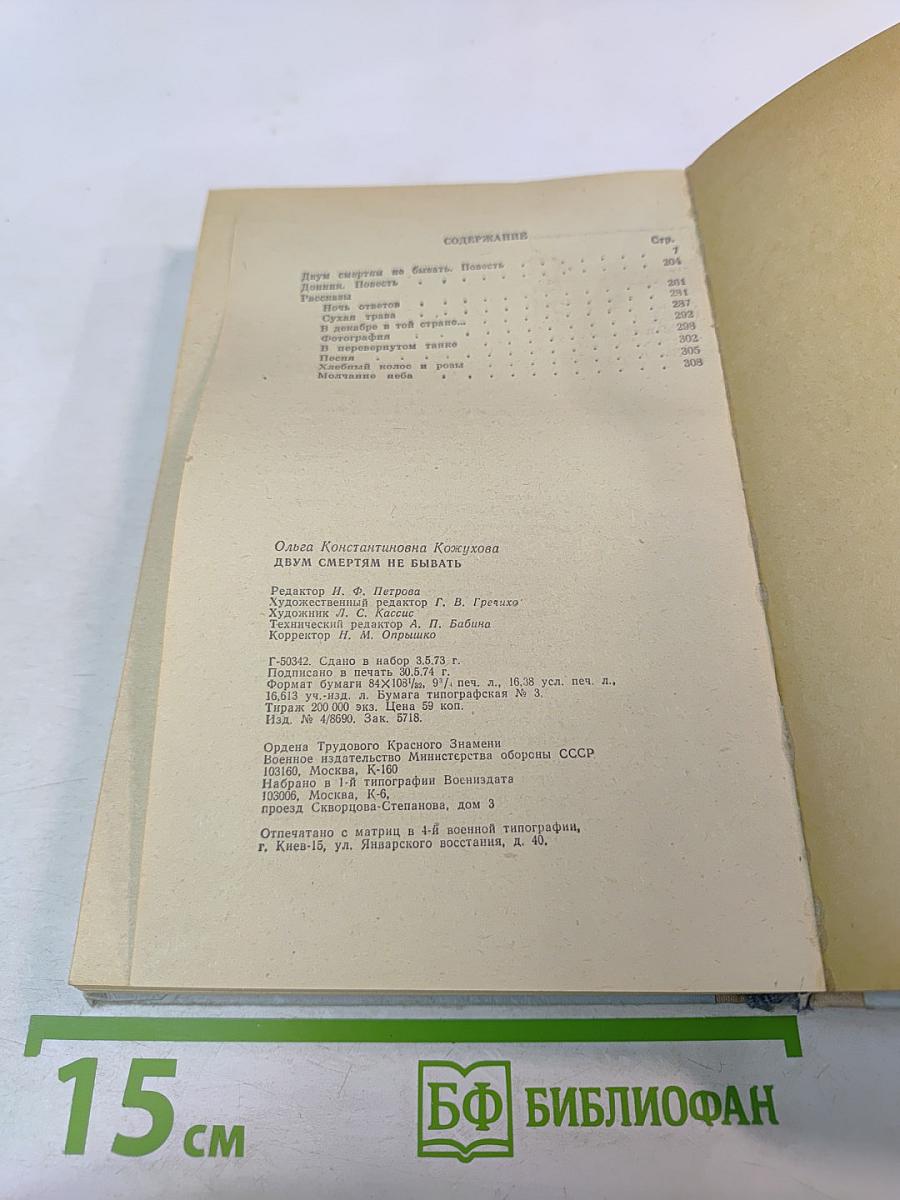 СОДЕРЖАНИЕ
Стр.
Двум смертям не бывать. Повесть . . . . . . 7
Донник. Повесть . . . . . . . . 204
Рассказы
Ночь ответов . . . . . . . . 281
Сухая трава . . . . . . . . 287
В декабре в той стране... . . . . . . 292
Фотография . . . . . . . . 298
В перевернутом танке . . . . . . 302
Песня . . . . . . . .
Хлебный колос и розы . . . . . . 305
Молчание неба . . . . . . . . 308
Ольга Константиновна Кожухова
ДВУМ СМЕРТЯМ НЕ БЫВАТЬ
Редактор Н. Ф. Петрова
Художественный редактор Г. В. Гречихо
Художник Л. С. Кассис
Технический редактор А. П. Бабина
Корректор Н. М. Опрышко
Г-50342. Сдано в набор 3.5.73 г.
Подписано в печать 30.5.74 г.
Формат бумаги 84×108¹/₃₂, 9³/₄ печ. л., 16,38 усл. печ. л.,
16,613 уч.-изд. л. Бумага типографская № 3.
Тираж 200 000 экз. Цена 59 коп.
Изд. № 4/8690. Зак. 5718.
Ордена Трудового Красного Знамени
Военное издательство Министерства обороны СССР
103160, Москва, К-160
Набрано в 1-й типографии Воениздата
103006, Москва, К-6,
проезд Скворцова-Степанова, дом 3
Отпечатано с матриц в 4-й военной типографии,
г. Киев-15, ул. Январского восстания, д. 40.
15 см
БФ БИБЛИОФАН